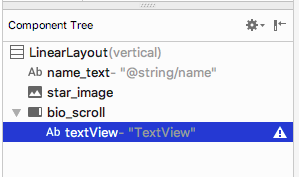 Component Tree
LinearLayout(vertical)
Ab name_text- "@string/name"
star_image
bio_scroll
Ab textView- "TextView"